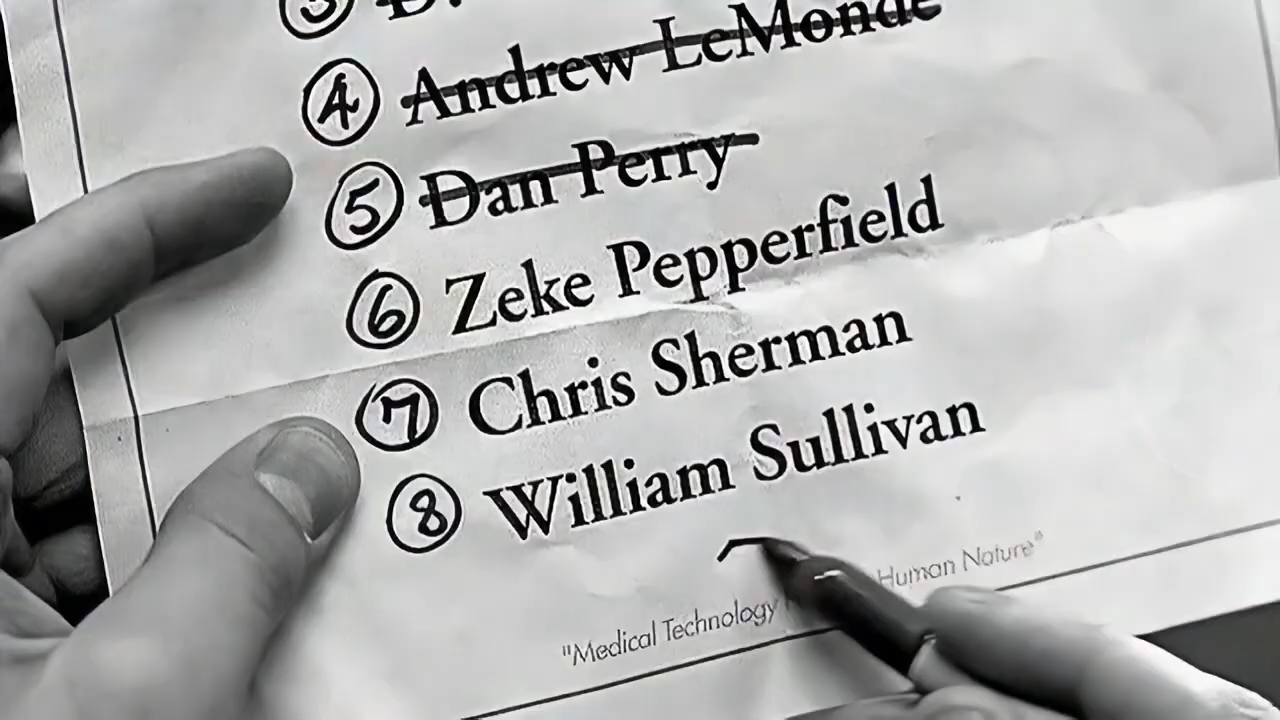 ③ D.
④ Andrew LeMonde
⑤ Dan Perry
⑥ Zeke Pepperfield
⑦ Chris Sherman
⑧ William Sullivan
"Medical Technology Human Nature"